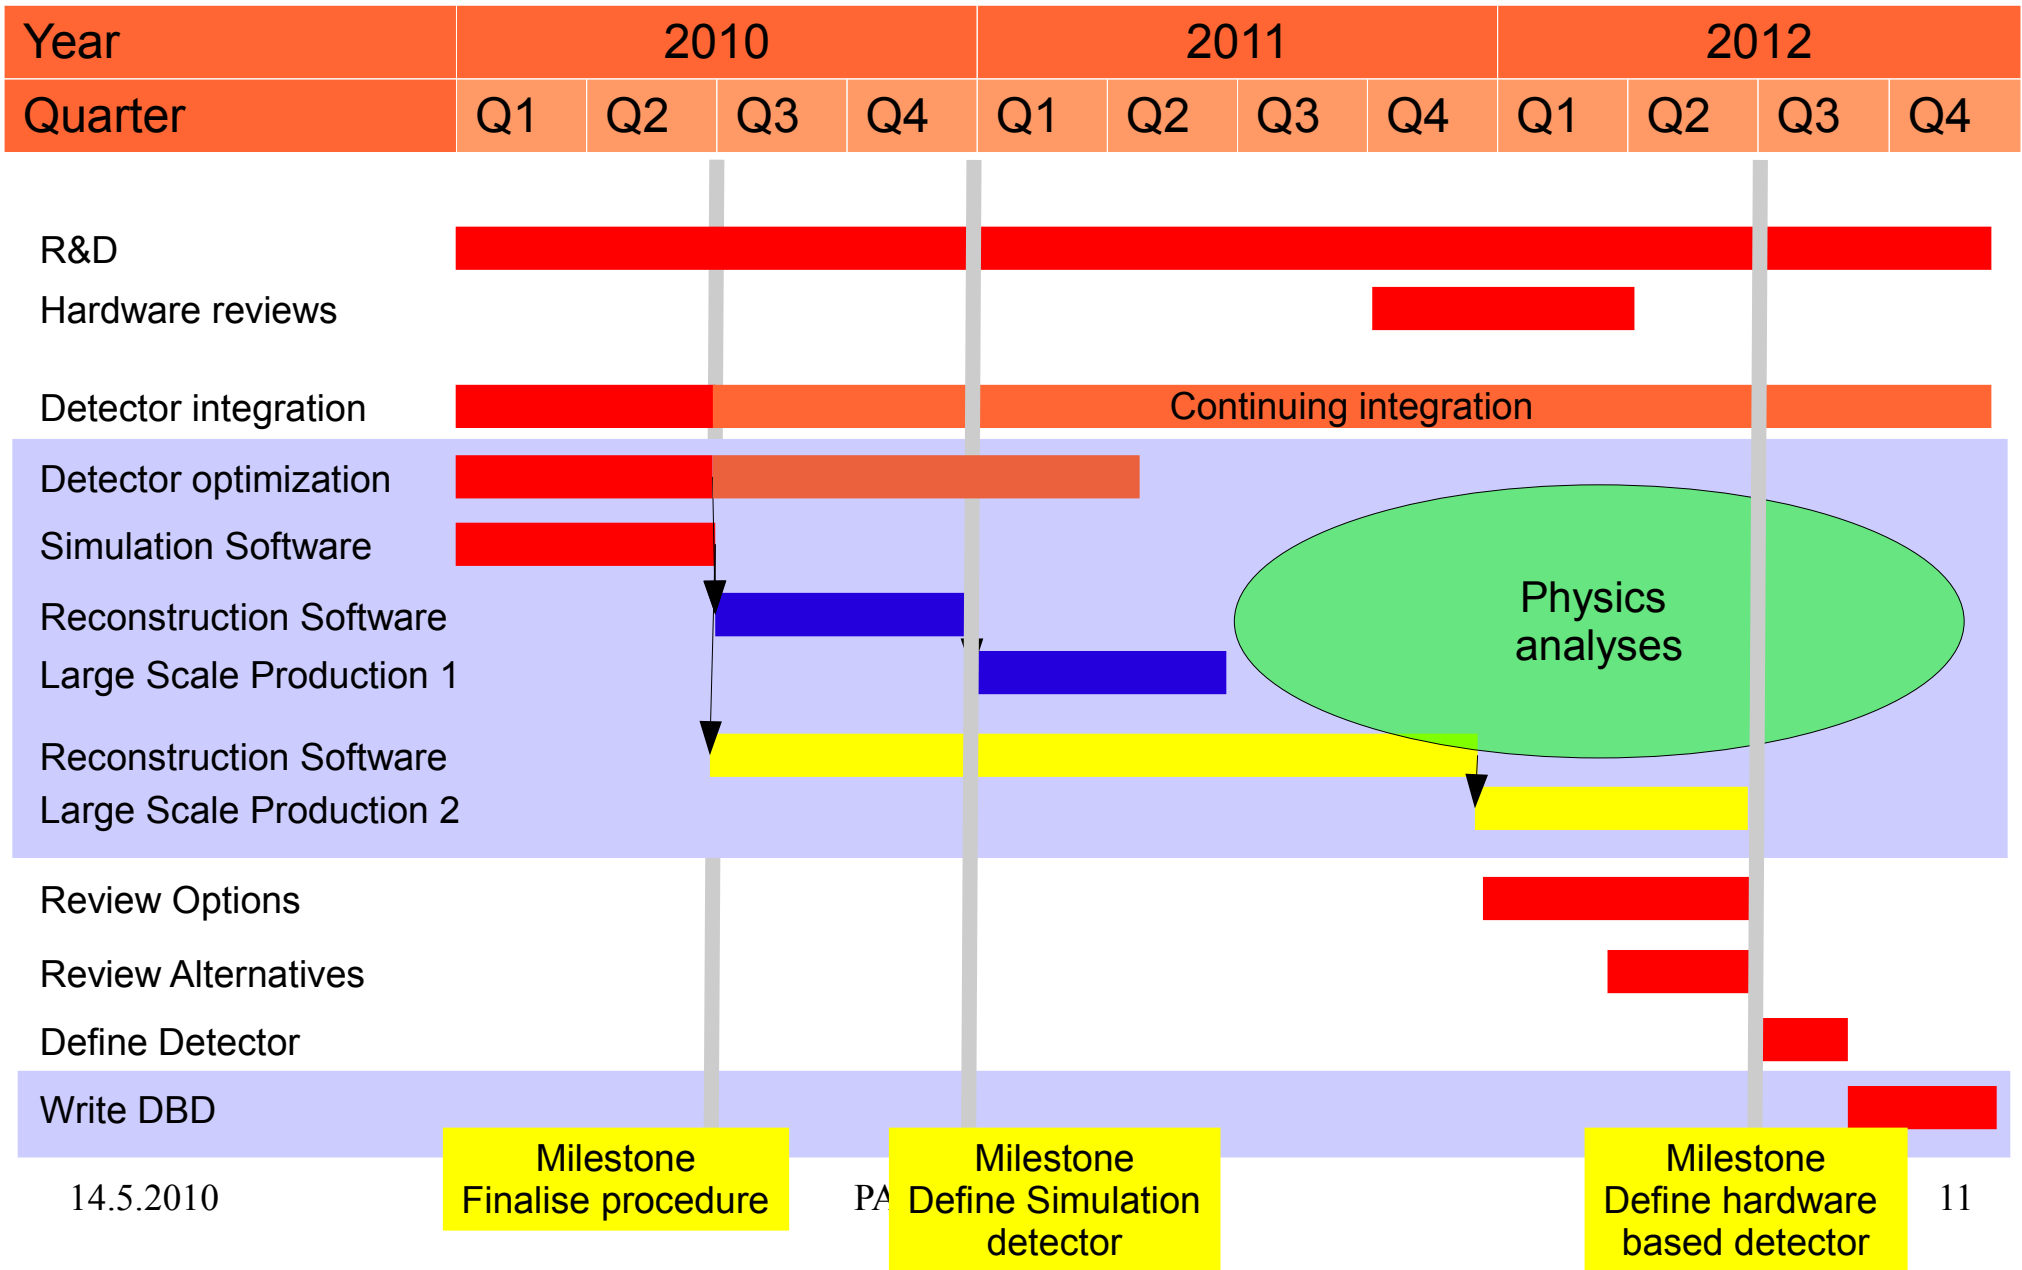 Year 2010 2011 2012
Quarter Q1 Q2 Q3 Q4 Q1 Q2 Q3 Q4 Q1 Q2 Q3 Q4
R&D
Hardware reviews
Detector integration Continuing integration
Detector optimization
Simulation Software
Reconstruction Software
Large Scale Production 1
Physics
analyses
Reconstruction Software
Large Scale Production 2
Review Options
Review Alternatives
Define Detector
Write DBD
Milestone
Finalise procedure
Milestone
Define Simulation
detector
Milestone
Define hardware
based detector
14.5.2010 11